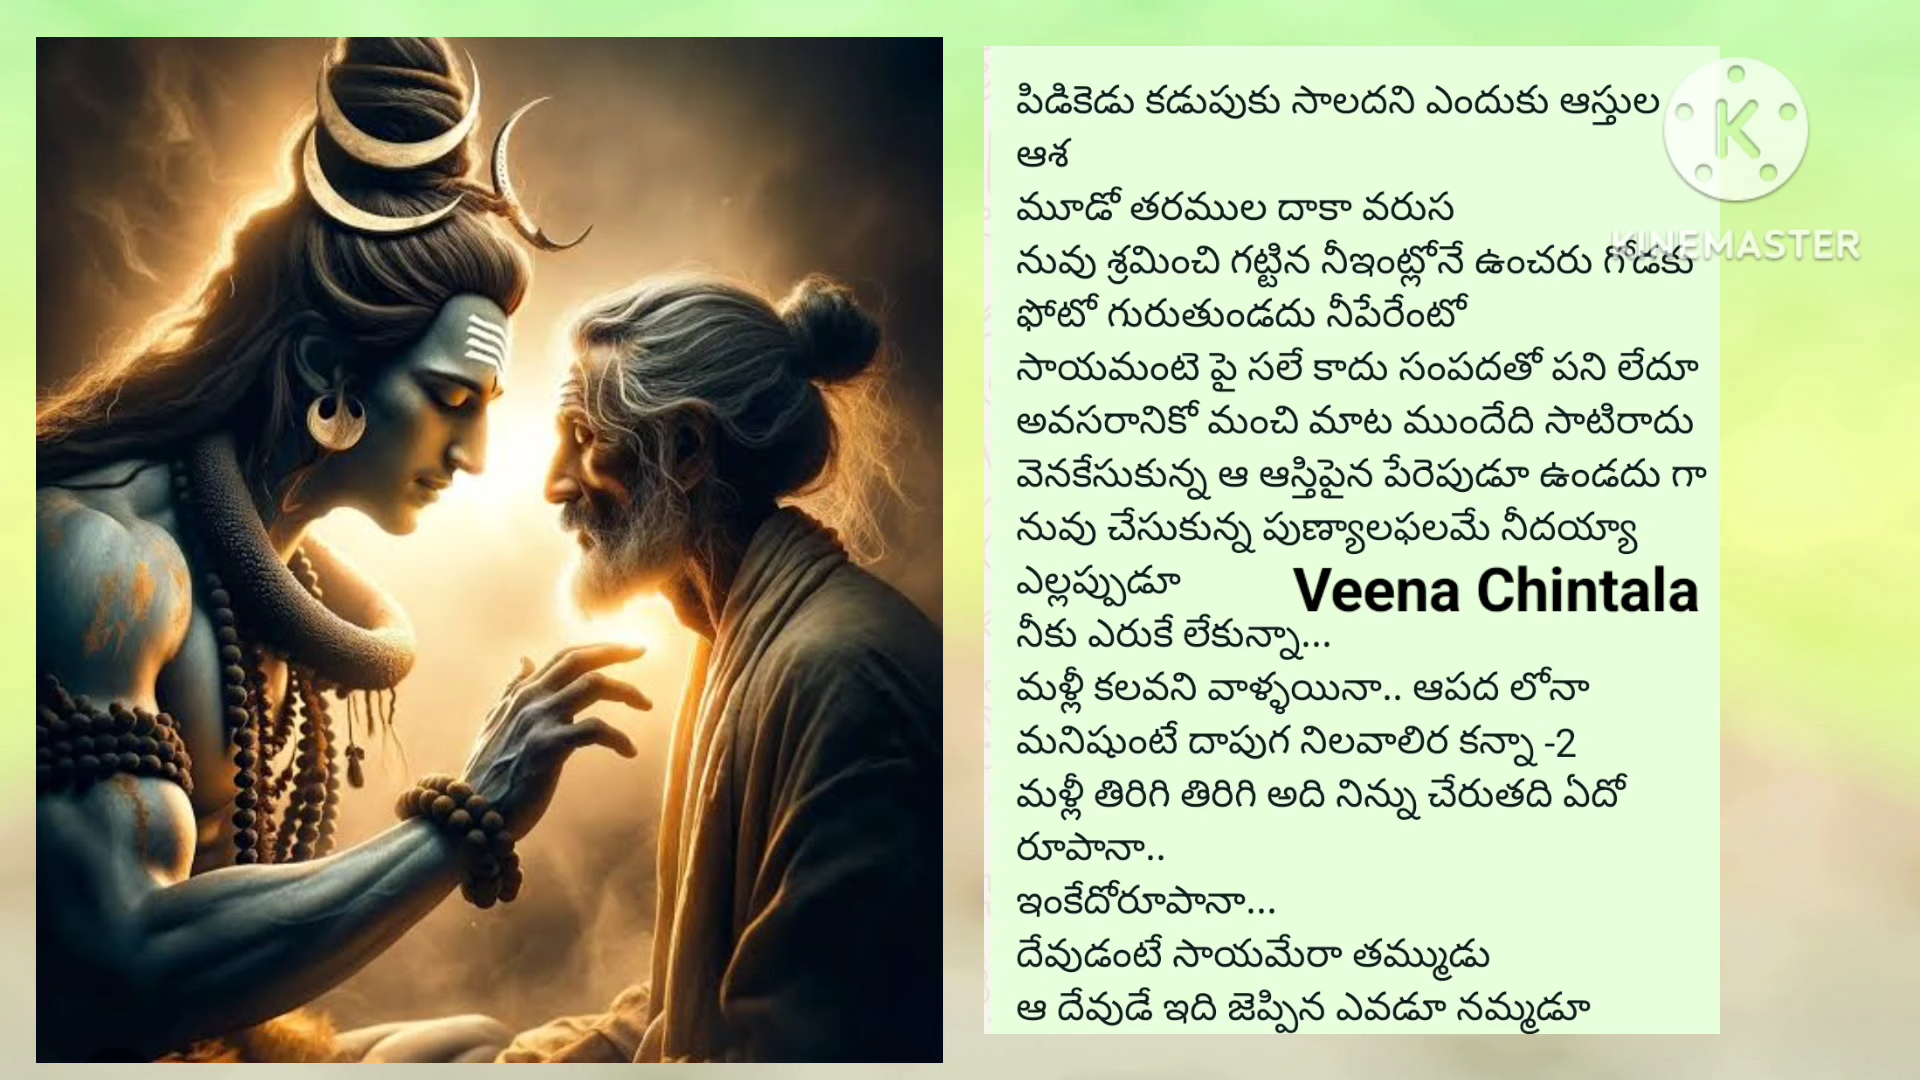 పిడికెడు కడుపుకు సాలదని ఎందుకు ఆస్తుల
ఆశ
మూడో తరముల దాకా వరుస
నువు శ్రమించి గట్టిన నీఇంట్లోనే ఉంచరు గోడకు
ఫోటో గురుతుండదు నీపేరేంటో
సాయమంటె పై సలే కాదు సంపదతో పని లేదూ
అవసరానికో మంచి మాట ముందేది సాటిరాదు
వెనకేసుకున్న ఆ ఆస్తిపైన పేరెపుడూ ఉండదు గా
నువు చేసుకున్న పుణ్యాలఫలమే నీదయ్యా
ఎల్లప్పుడూ
నీకు ఎరుకే లేకున్నా...
మళ్లీ కలవని వాళ్ళయినా.. ఆపద లోనా
మనిషుంటే దాపుగ నిలవాలిర కన్నా -2
మళ్లీ తిరిగి తిరిగి అది నిన్ను చేరుతది ఏదో
రూపానా..
ఇంకేదోరూపానా...
దేవుడంటే సాయమేరా తమ్ముడు
ఆ దేవుడే ఇది జెప్పిన ఎవడూ నమ్మడూ
Veena Chintala
K
KINEMASTER